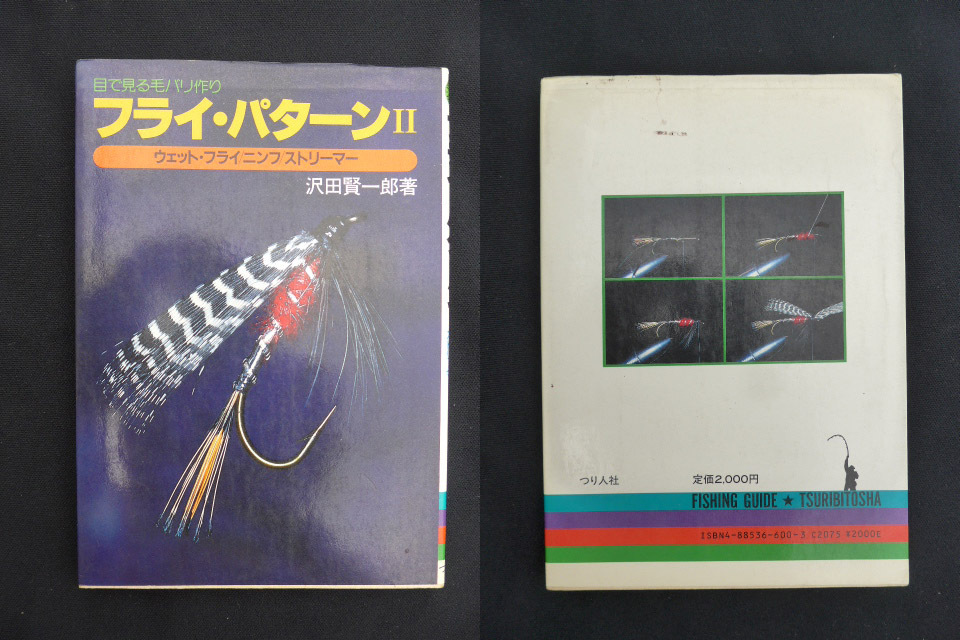 目で見る毛バリ作り
フライ・パターンII
ウェット・フライ/ニンフ/ストリーマー
沢田賢一郎著
つり人社
定価2,000円
FISHING GUIDE ★ TSURIBITOSHA
ISBN4-88536-600-3 C2075 ¥2000E